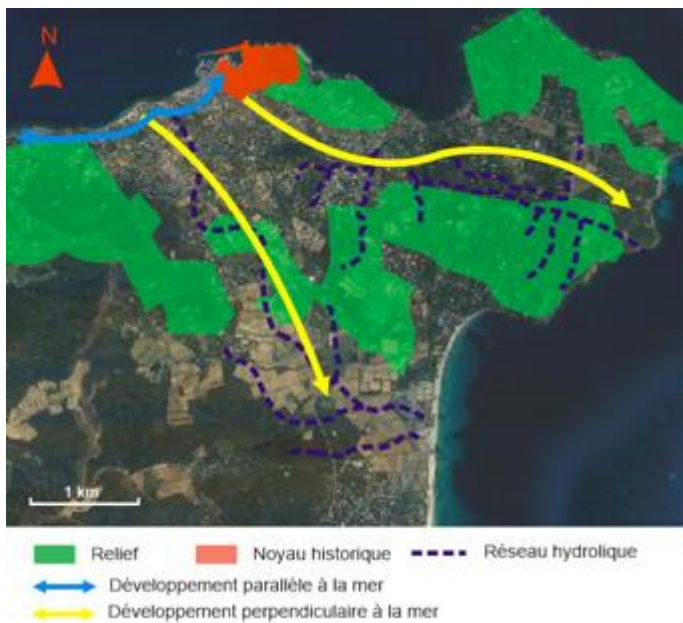 N
1 km
Relief Noyau historique Réseau hydrolique
Développement parallèle à la mer
Développement perpendiculaire à la mer